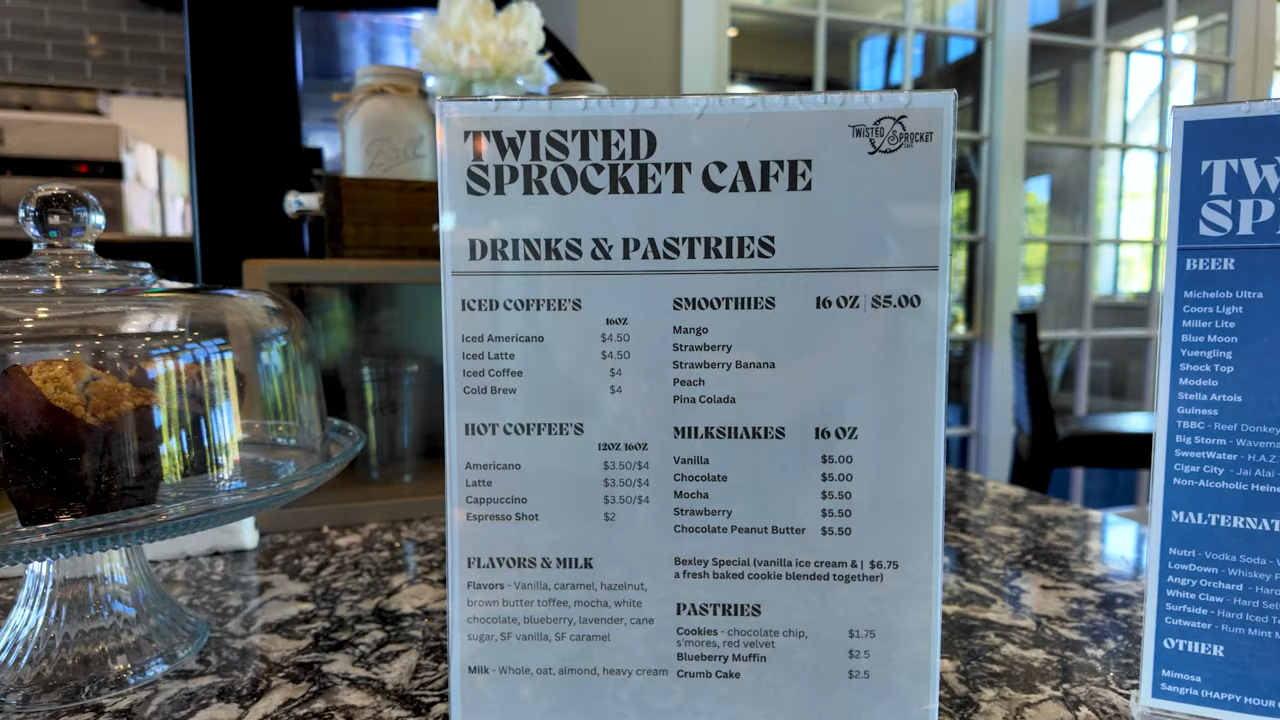 TWISTED
SPROCKET CAFE
TWISTED SPROCKET
CAFE
DRINKS & PASTRIES
ICED COFFEE'S
16OZ
Iced Americano $4.50
Iced Latte $4.50
Iced Coffee $4
Cold Brew $4
HOT COFFEE'S
12OZ/16OZ
Americano $3.50/$4
Latte $3.50/$4
Cappuccino $3.50/$4
Espresso Shot $2
FLAVORS & MILK
Flavors - Vanilla, caramel, hazelnut,
brown butter toffee, mocha, white
chocolate, blueberry, lavender, cane
sugar, SF vanilla, SF caramel
Milk - Whole, oat, almond, heavy cream
SMOOTHIES 16 OZ | $5.00
Mango
Strawberry
Strawberry Banana
Peach
Pina Colada
MILKSHAKES 16 OZ
Vanilla $5.00
Chocolate $5.00
Mocha $5.50
Strawberry $5.50
Chocolate Peanut Butter $5.50
Bexley Special (vanilla ice cream & | $6.75
a fresh baked cookie blended together)
PASTRIES
Cookies - chocolate chip, $1.75
s'mores, red velvet
Blueberry Muffin $2.5
Crumb Cake $2.5
Ball
BEER
Michelob Ultra
Coors Light
Miller Lite
Blue Moon
Yuengling
Shock Top
Modelo
Stella Artois
Guiness
TBBC - Reef Donkey
Big Storm - Wavema
SweetWater - H.A.Z.
Cigar City - Jai Alai -
Non-Alcoholic Heine
MALTERNAT
Nutrl - Vodka Soda -
LowDown - Whiskey
Angry Orchard - Hard
White Claw - Hard Sel
Surfside - Hard Iced Te
Cutwater - Rum Mint
OTHER
Mimosa
Sangria (HAPPY HOUR